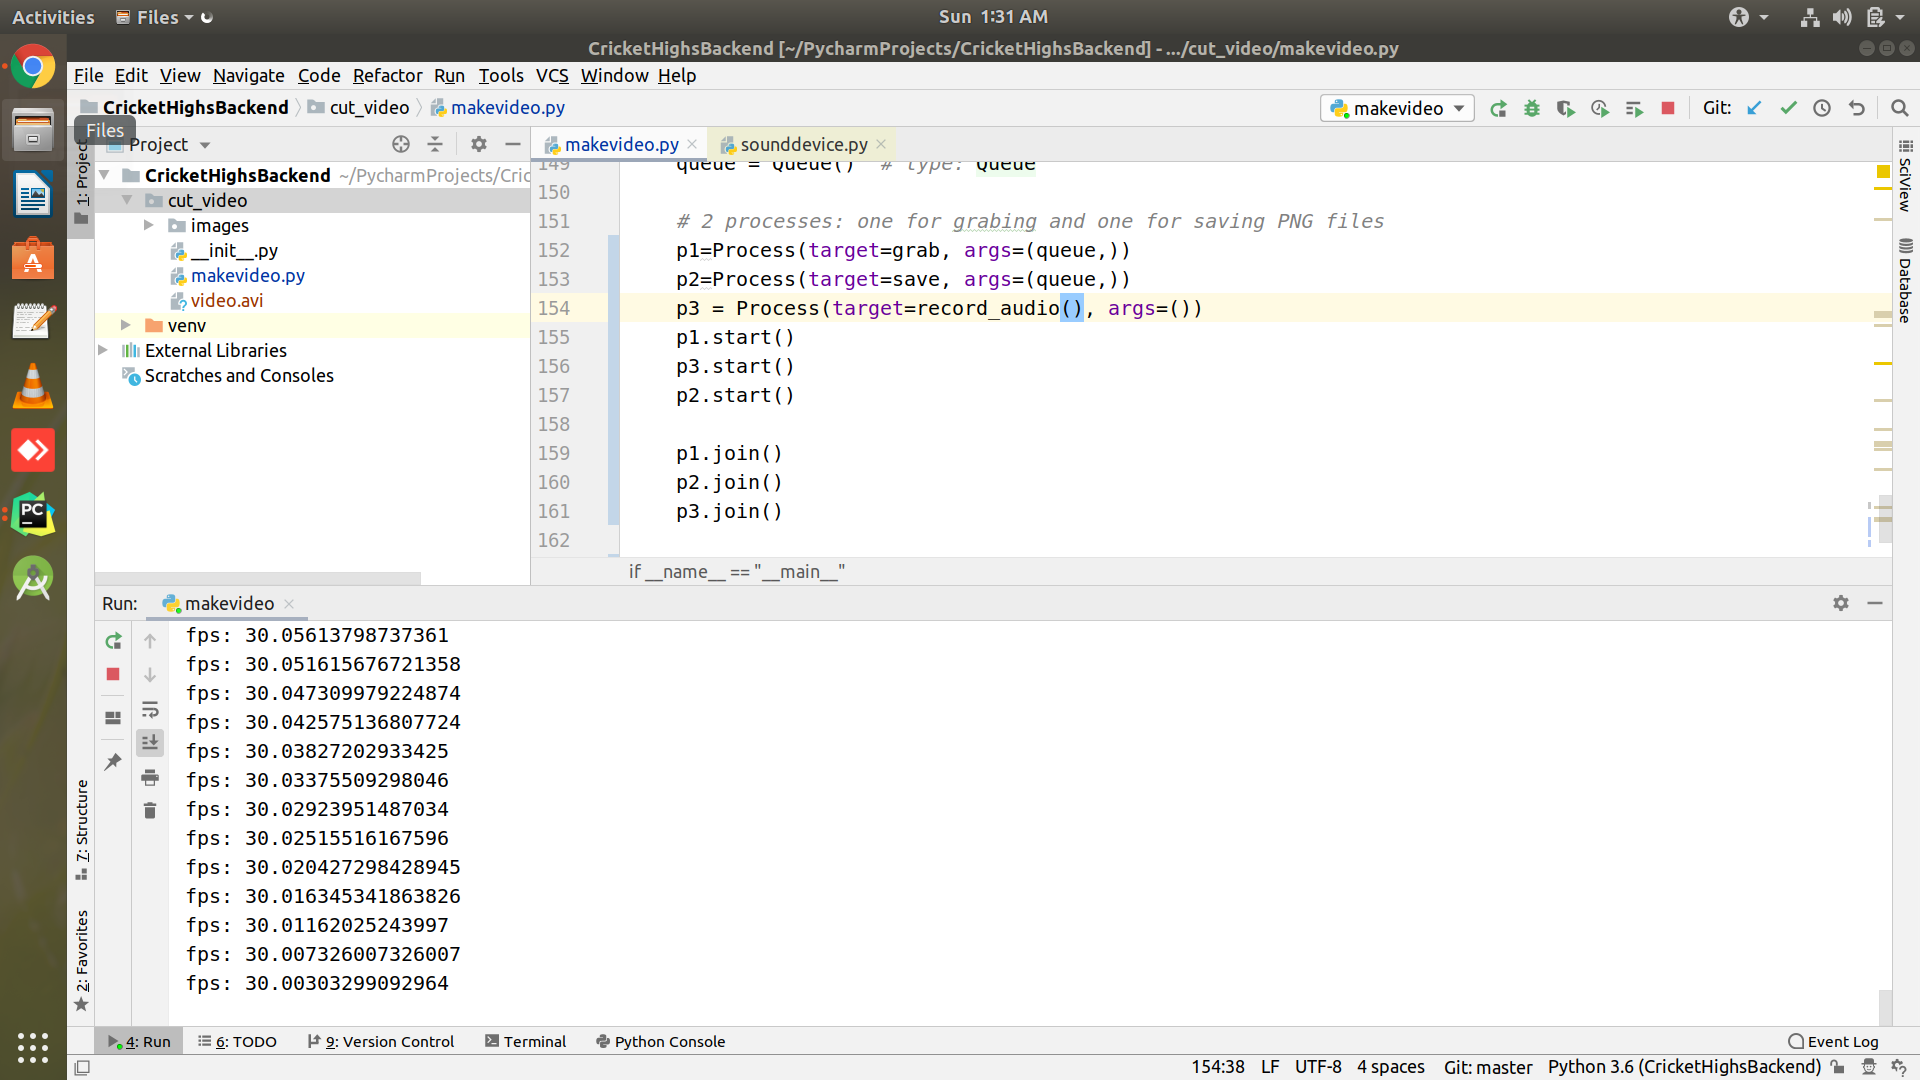 Activities Files Sun 1:31 AM
CricketHighsBackend [~/PycharmProjects/CricketHighsBackend] - .../cut_video/makevideo.py
File Edit View Navigate Code Refactor Run Tools VCS Window Help
CricketHighsBackend cut_video makevideo.py makevideo Git:
Files
Project
makevideo.py sounddevice.py
1: Project
CricketHighsBackend ~/PycharmProjects/Cric
cut_video
images
__init__.py
makevideo.py
video.avi
venv
External Libraries
Scratches and Consoles
149 queue = Queue() # type: Queue
150
151 # 2 processes: one for grabing and one for saving PNG files
152 p1=Process(target=grab, args=(queue,))
153 p2=Process(target=save, args=(queue,))
154 p3 = Process(target=record_audio(), args=())
155 p1.start()
156 p3.start()
157 p2.start()
158
159 p1.join()
160 p2.join()
161 p3.join()
162
if __name__ == "__main__"
SciView
Database
Run: makevideo
fps: 30.05613798737361
fps: 30.051615676721358
fps: 30.047309979224874
fps: 30.042575136807724
fps: 30.03827202933425
fps: 30.03375509298046
fps: 30.02923951487034
fps: 30.02515516167596
fps: 30.020427298428945
fps: 30.016345341863826
fps: 30.01162025243997
fps: 30.007326007326007
fps: 30.00303299092964
7: Structure
2: Favorites
PC
4: Run 6: TODO 9: Version Control Terminal Python Console Event Log
154:38 LF UTF-8 4 spaces Git: master Python 3.6 (CricketHighsBackend)